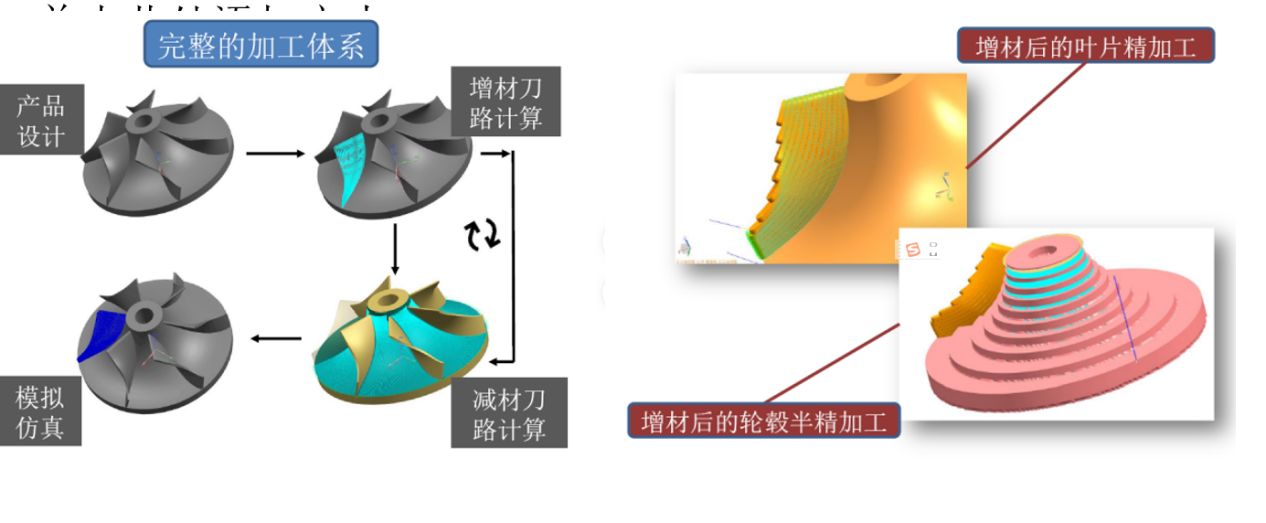 完整的加工体系
产品
设计
增材刀
路计算
模拟
仿真
减材刀
路计算
增材后的叶片精加工
增材后的轮毂半精加工